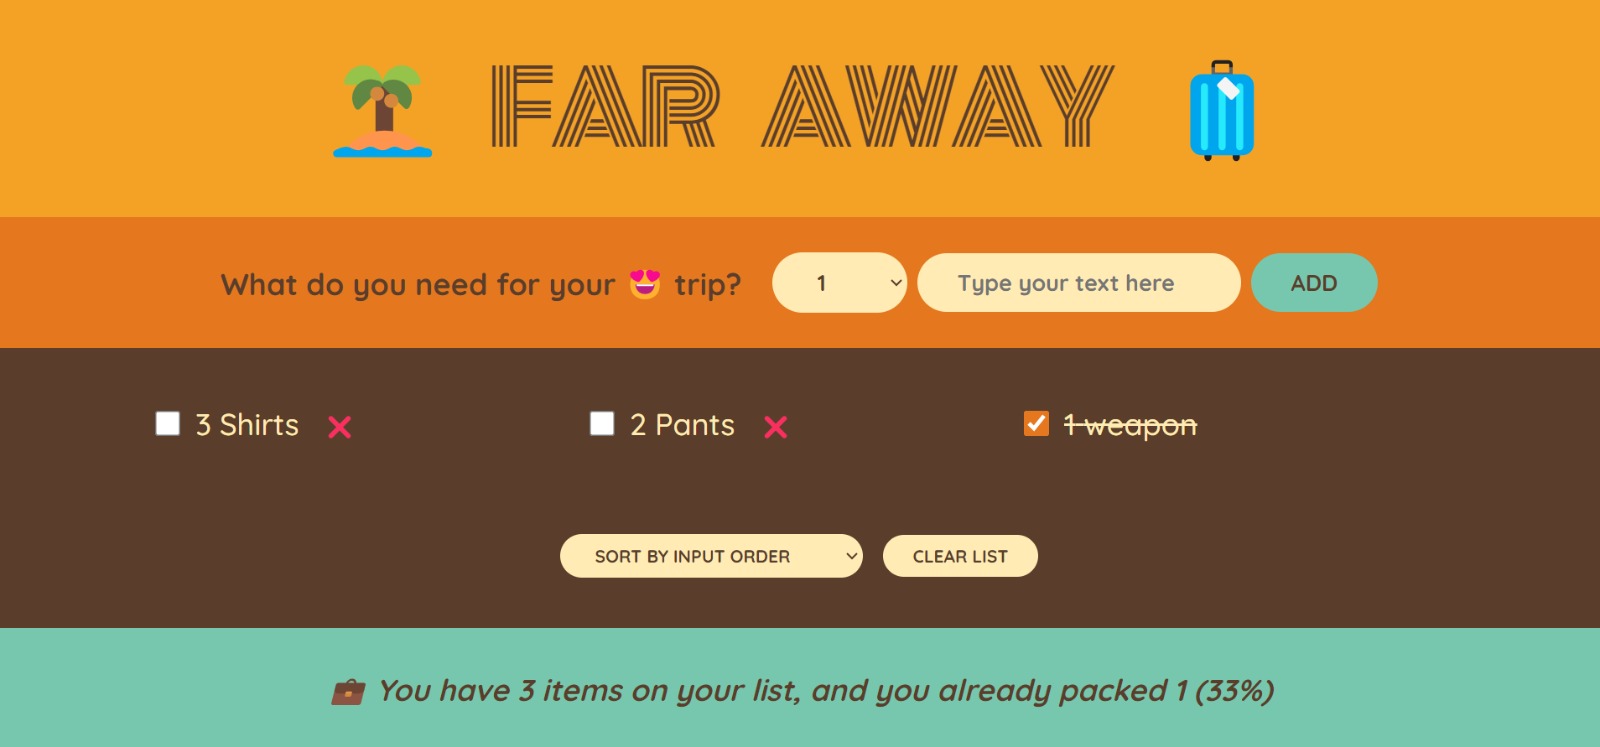 FAR AWAY
What do you need for your 😍 trip?
1
Type your text here
ADD
3 Shirts ❌
2 Pants ❌
1 weapon
SORT BY INPUT ORDER
CLEAR LIST
💼 You have 3 items on your list, and you already packed 1 (33%)